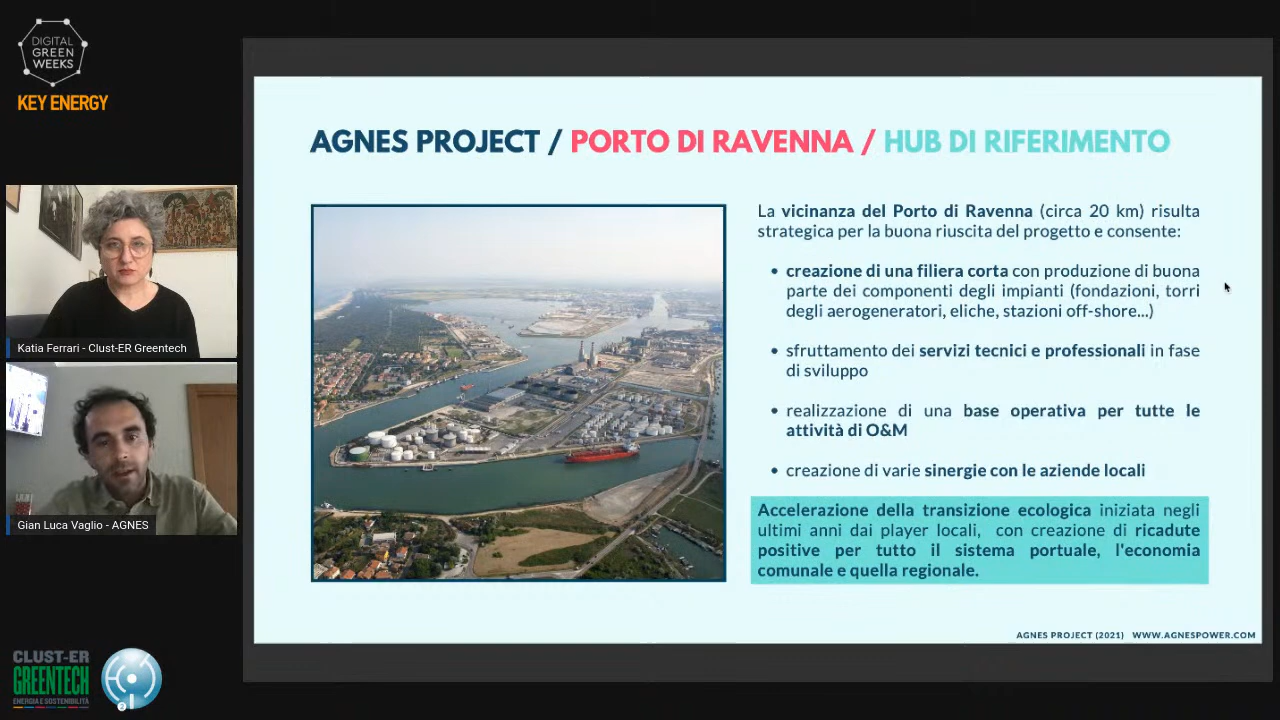 DIGITAL
GREEN
WEEKS
KEY ENERGY
Katia Ferrari - Clust-ER Greentech
Gian Luca Vaglio - AGNES
CLUST-ER
GREENTECH
ENERGIA E SOSTENIBILITÀ
AGNES PROJECT / PORTO DI RAVENNA / HUB DI RIFERIMENTO
La vicinanza del Porto di Ravenna (circa 20 km) risulta
strategica per la buona riuscita del progetto e consente:
• creazione di una filiera corta con produzione di buona
parte dei componenti degli impianti (fondazioni, torri
degli aerogeneratori, eliche, stazioni off-shore...)
• sfruttamento dei servizi tecnici e professionali in fase
di sviluppo
• realizzazione di una base operativa per tutte le
attività di O&M
• creazione di varie sinergie con le aziende locali
Accelerazione della transizione ecologica iniziata negli
ultimi anni dai player locali, con creazione di ricadute
positive per tutto il sistema portuale, l'economia
comunale e quella regionale.
AGNES PROJECT (2021) WWW.AGNESPOWER.COM